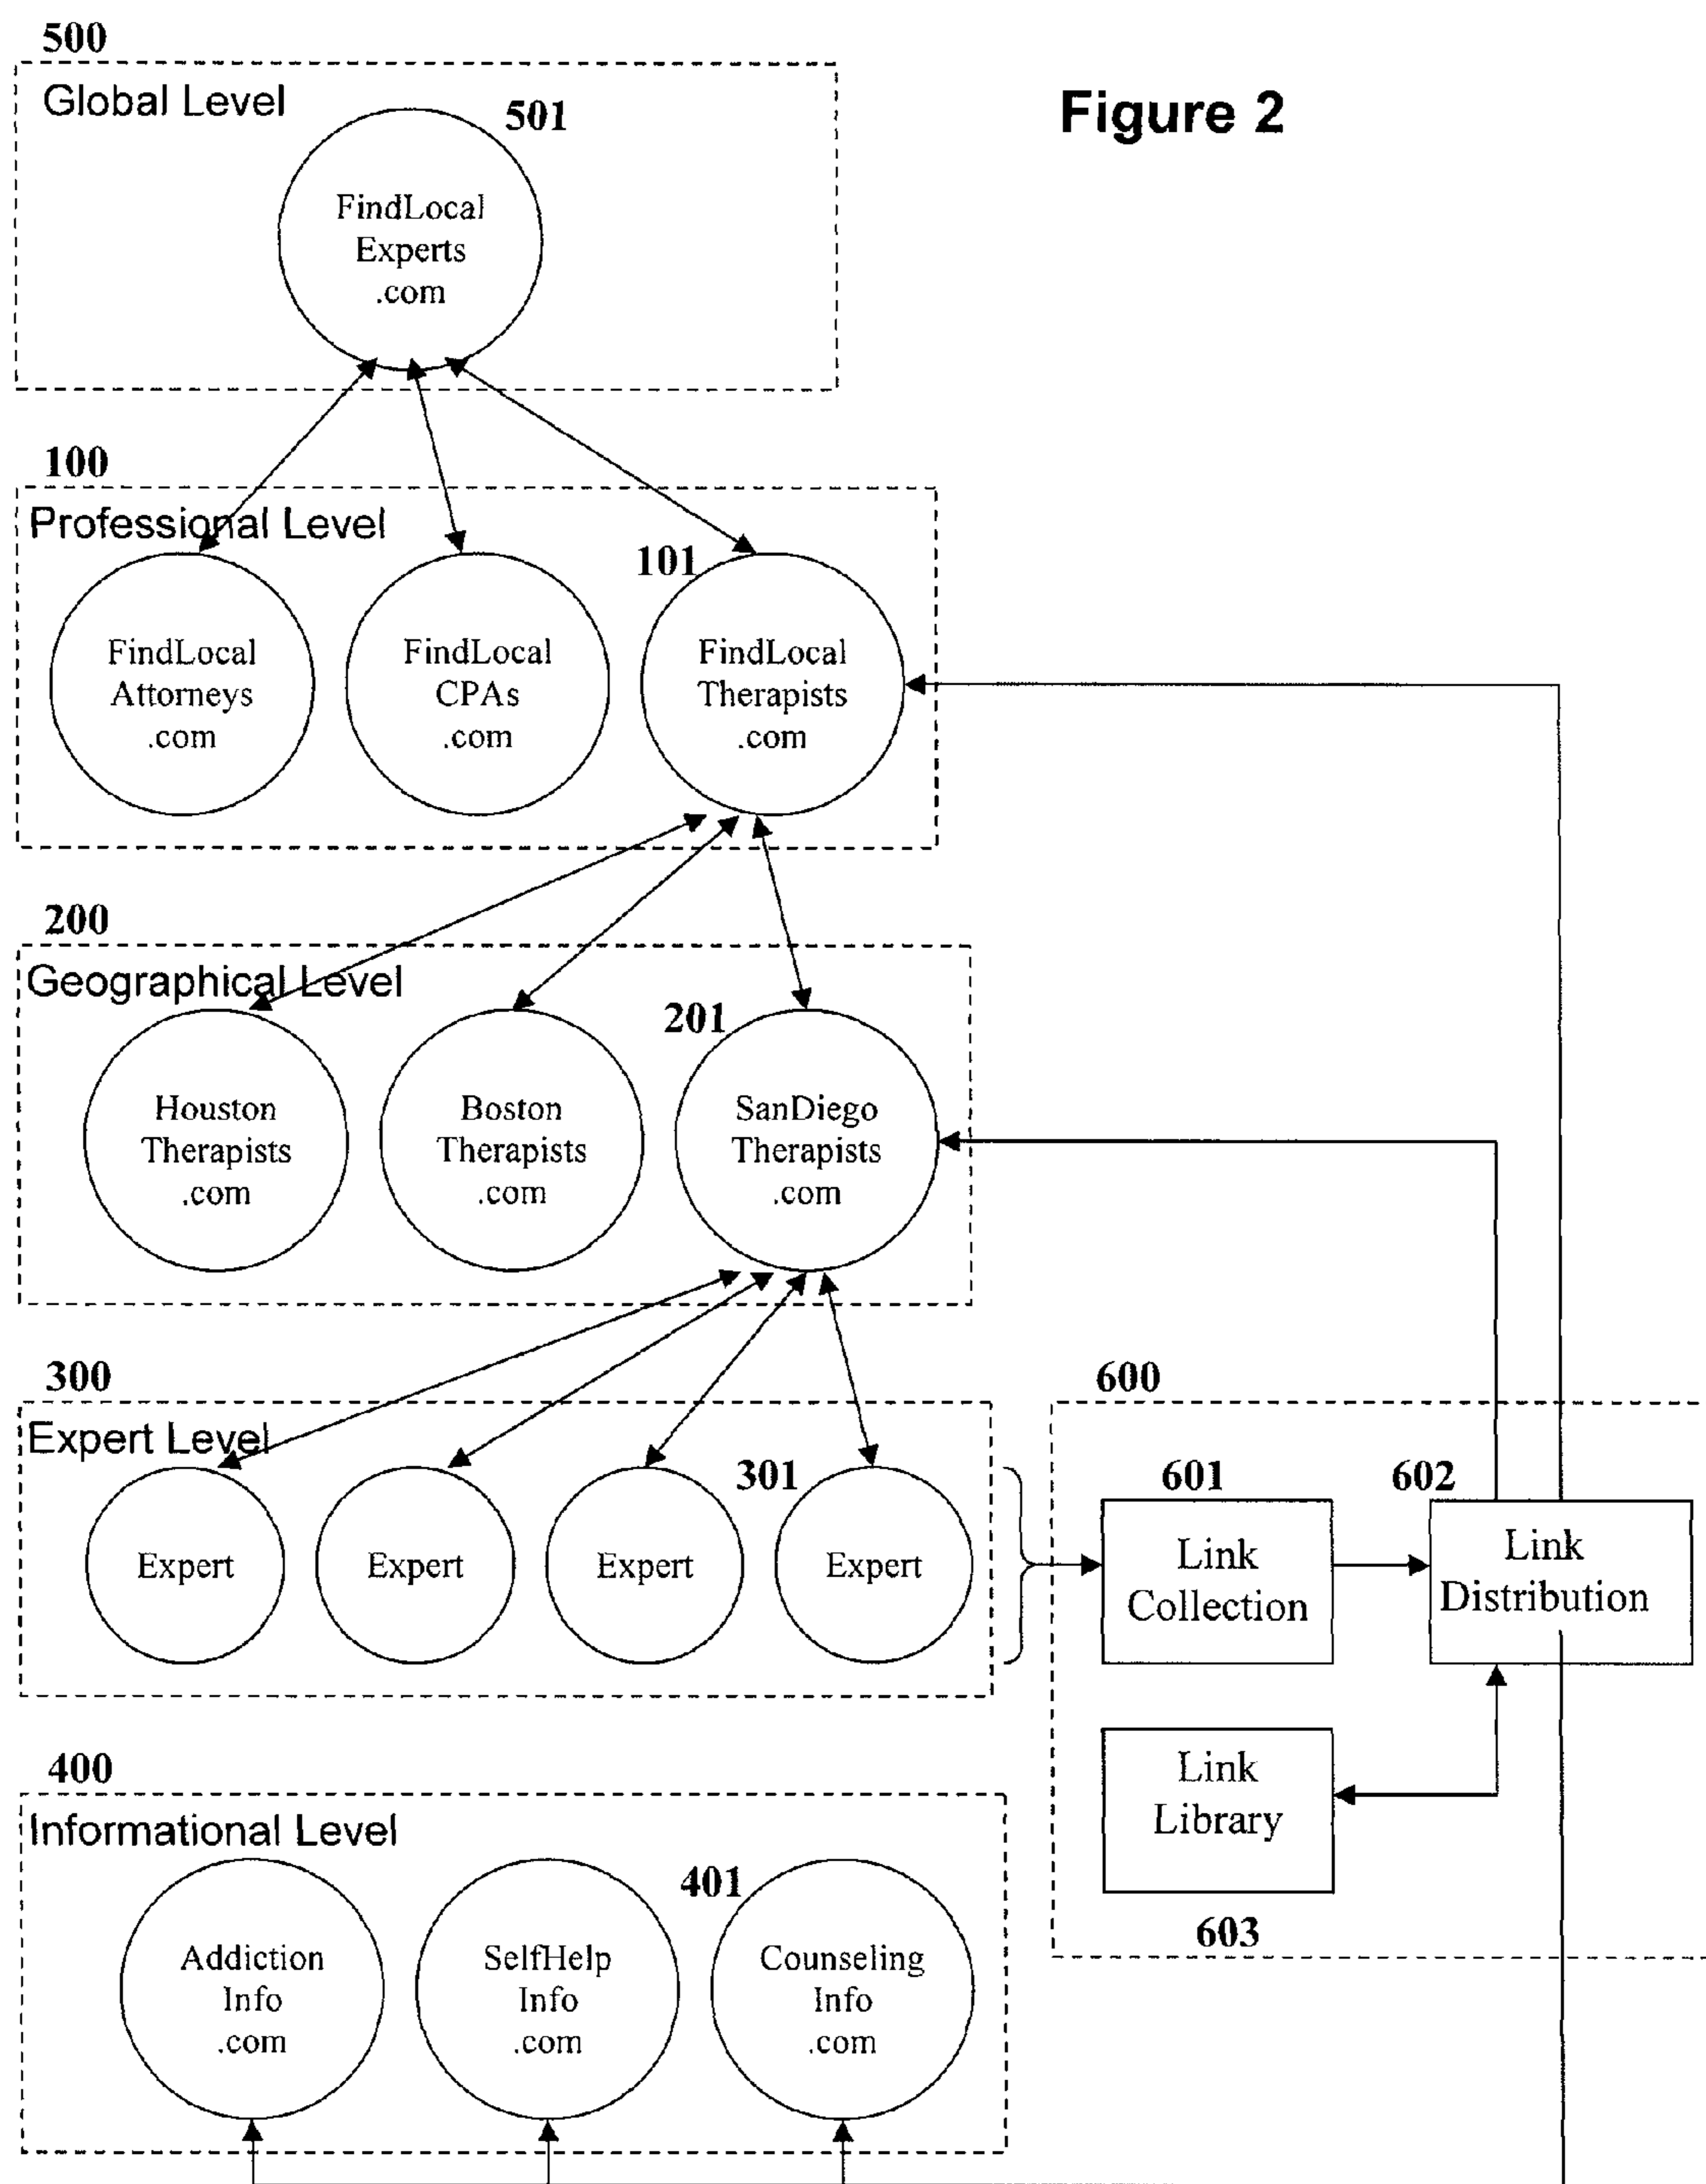 500
Global Level
501
Figure 2
FindLocal
Experts
.com
100
Professional Level
101
FindLocal
Attorneys
.com
FindLocal
CPAs
.com
FindLocal
Therapists
.com
200
Geographical Level
201
Houston
Therapists
.com
Boston
Therapists
.com
SanDiego
Therapists
.com
300
Expert Level
301
Expert
Expert
Expert
Expert
600
601
Link
Collection
602
Link
Distribution
Link
Library
603
400
Informational Level
401
Addiction
Info
.com
SelfHelp
Info
.com
Counseling
Info
.com